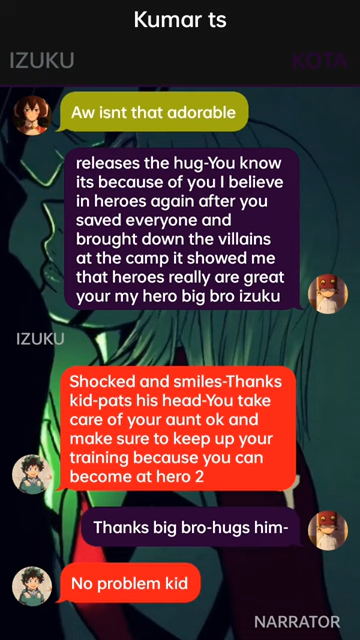 Kumar ts
IZUKU
KOTA
Aw isnt that adorable
releases the hug-You know
its because of you I believe
in heroes again after you
saved everyone and
brought down the villains
at the camp it showed me
that heroes really are great
your my hero big bro izuku
IZUKU
Shocked and smiles-Thanks
kid-pats his head-You take
care of your aunt ok and
make sure to keep up your
training because you can
become at hero 2
Thanks big bro-hugs him-
No problem kid
NARRATOR